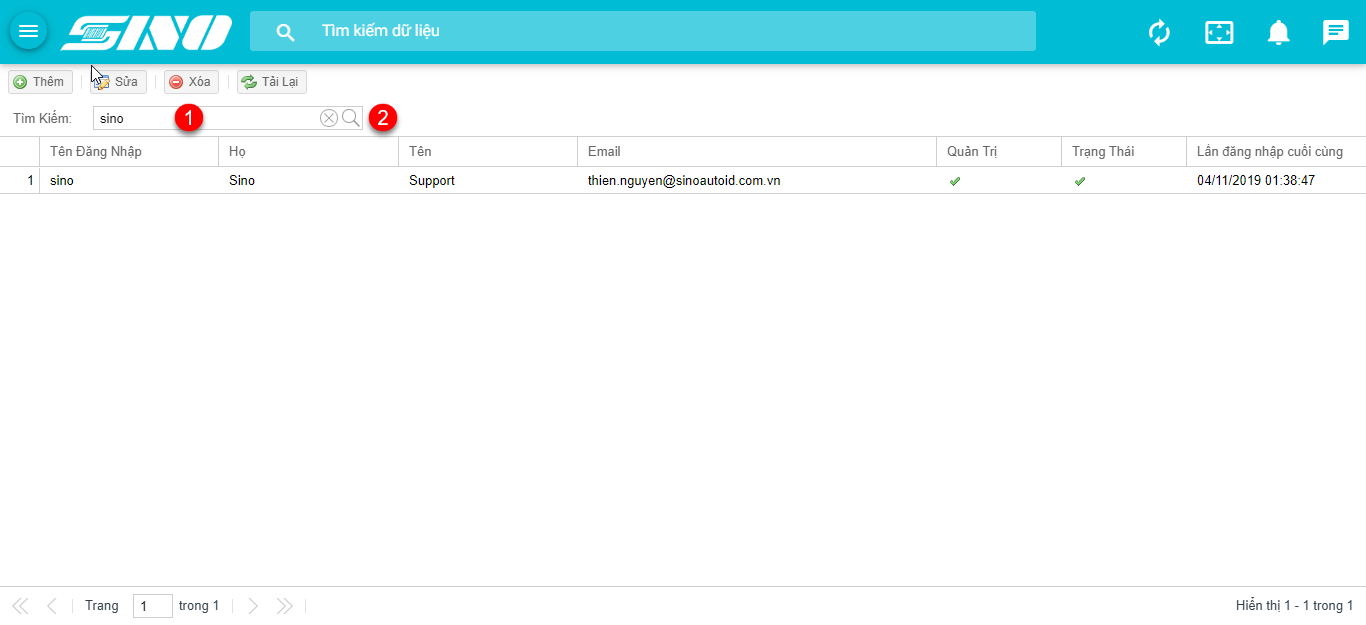 SINO Tìm kiếm dữ liệu
Thêm Sửa Xóa Tải Lại
Tìm Kiếm: sino 1 2
Tên Đăng Nhập Họ Tên Email Quản Trị Trạng Thái Lần đăng nhập cuối cùng
1 sino Sino Support thien.nguyen@sinoautoid.com.vn 04/11/2019 01:38:47
Trang 1 trong 1 Hiển thị 1 - 1 trong 1